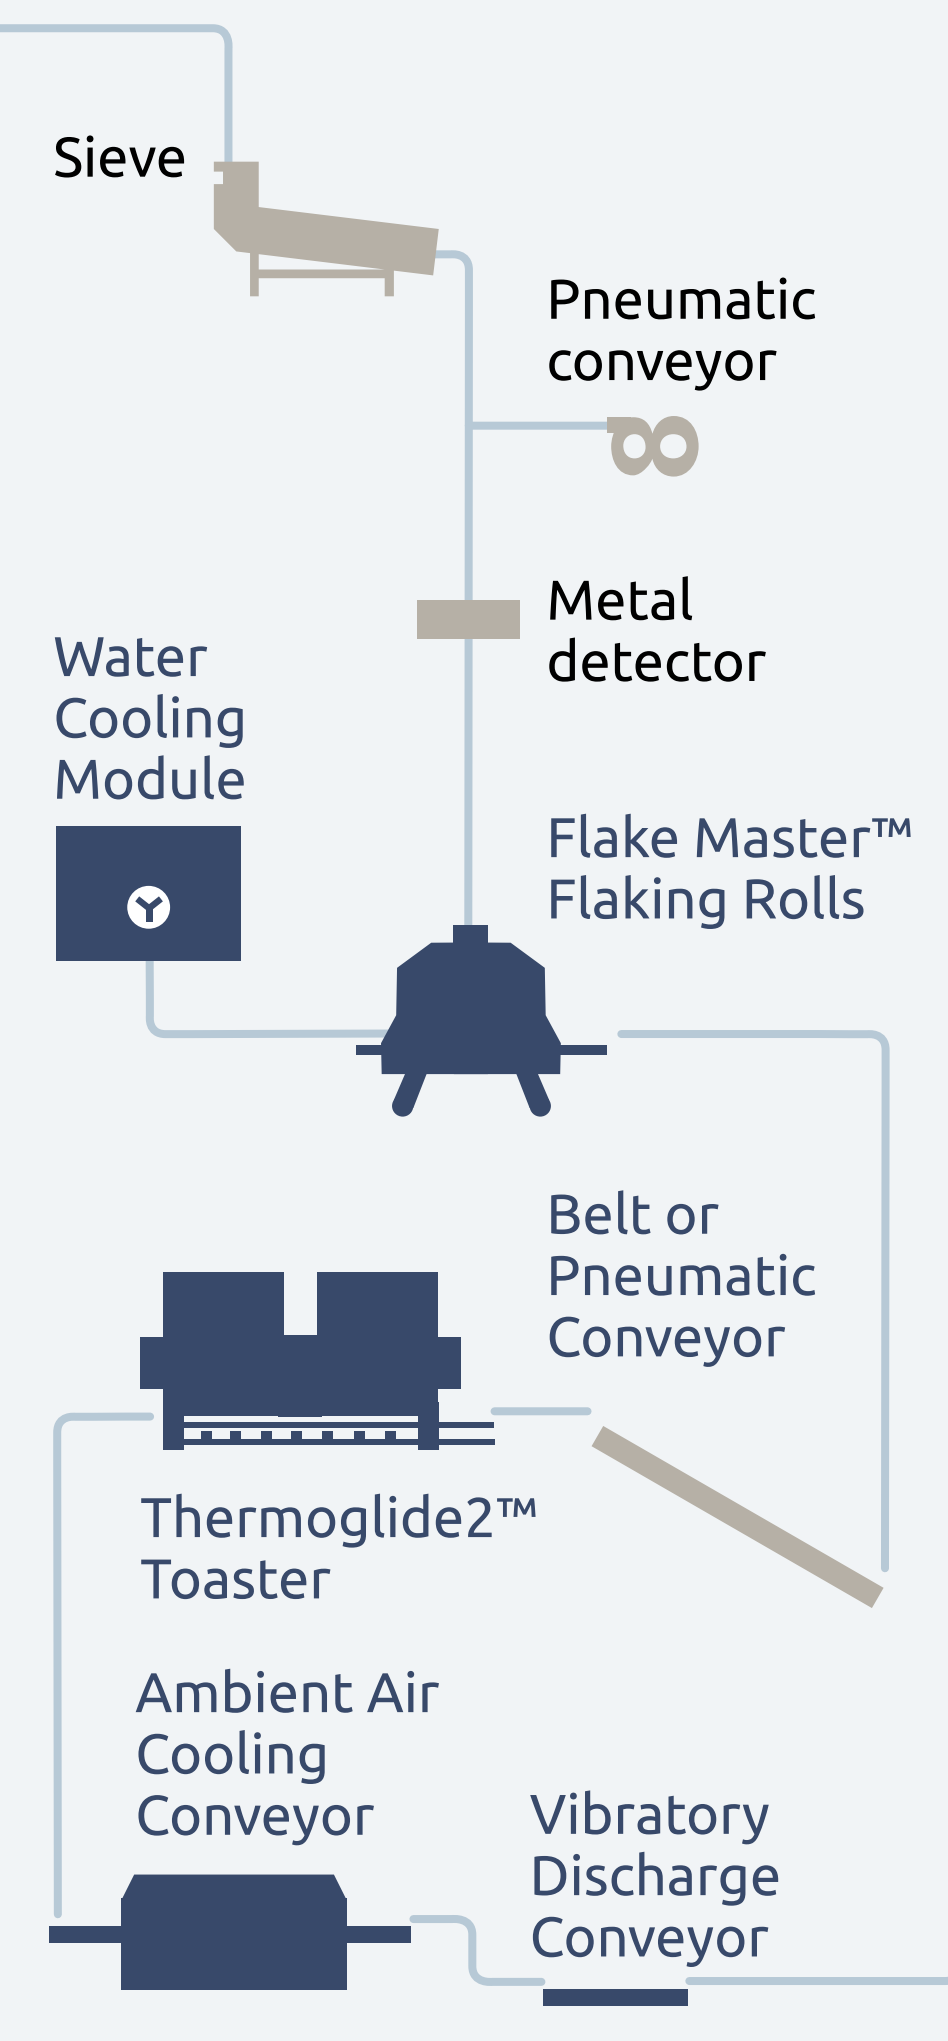 Sieve
Pneumatic
conveyor
Metal
detector
Water
Cooling
Module
Flake Master™
Flaking Rolls
Belt or
Pneumatic
Conveyor
Thermoglide2™
Toaster
Ambient Air
Cooling
Conveyor
Vibratory
Discharge
Conveyor